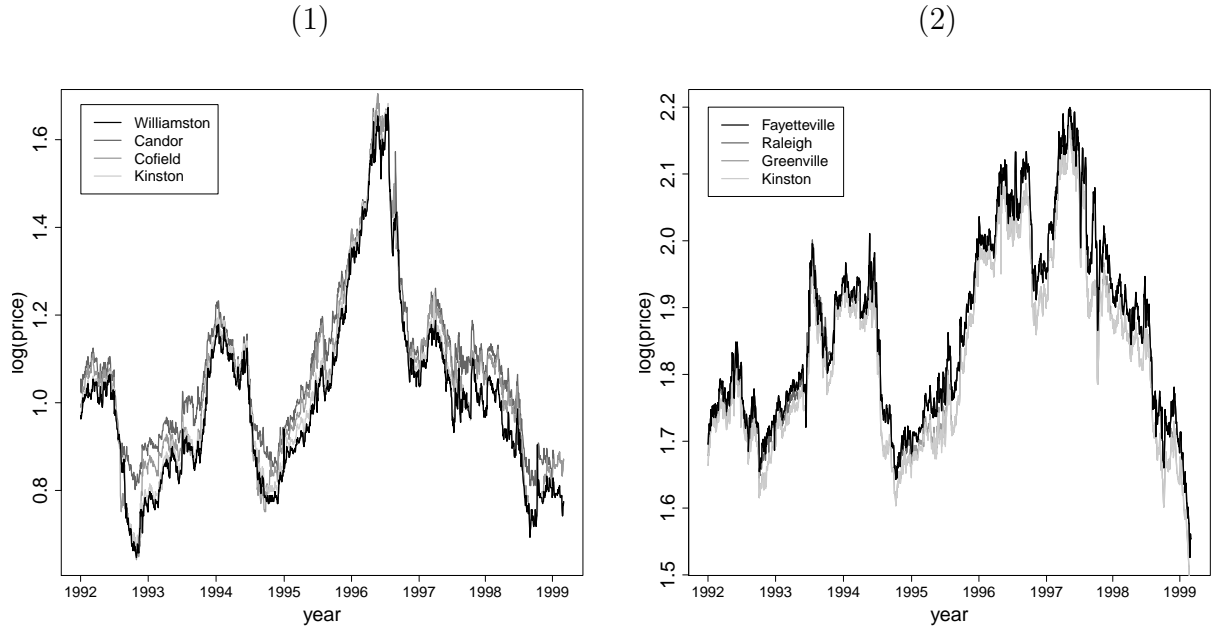 (1)
Williamston
Candor
Cofield
Kinston
log(price)
1.6
1.4
1.2
1.0
0.8
1992 1993 1994 1995 1996 1997 1998 1999
year
(2)
Fayetteville
Raleigh
Greenville
Kinston
log(price)
2.2
2.1
2.0
1.9
1.8
1.7
1.6
1.5
1992 1993 1994 1995 1996 1997 1998 1999
year